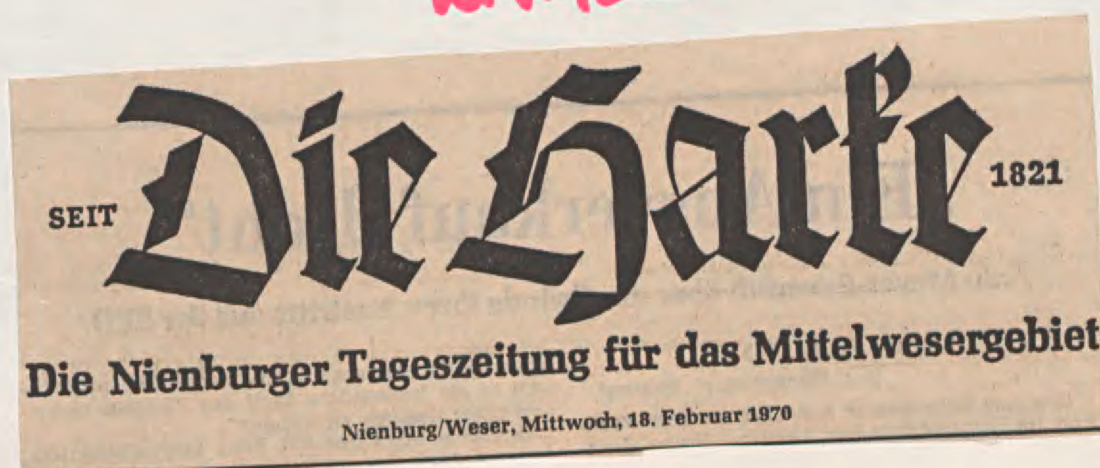 SEIT Die Harke 1821
Die Nienburger Tageszeitung für das Mittelwesergebiet
Nienburg/Weser, Mittwoch, 18. Februar 1970